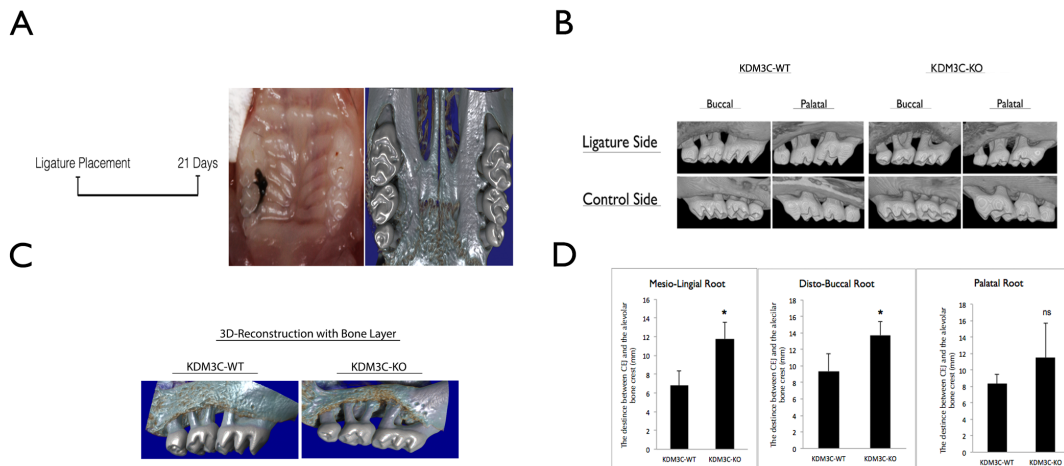 A
Ligature Placement
21 Days
B
KDM3C-WT
KDM3C-KO
Buccal
Palatal
Buccal
Palatal
Ligature Side
Control Side
C
3D-Reconstruction with Bone Layer
KDM3C-WT
KDM3C-KO
D
Mesio-Lingial Root
The destince between CEJ and the alevolar
bone crest (mm)
16
14
12
10
8
6
4
2
0
*
KDM3C-WT
KDM3C-KO
Disto-Buccal Root
The destince between CEJ and the alecilar
bone crest (mm)
18
16
14
12
10
8
6
4
2
0
*
KDM3C-WT
KDM3C-KO
Palatal Root
The destince between CEJ and the alevolar
bone crest (mm)
18
16
14
12
10
8
6
4
2
0
ns
KDM3C-WT
KDM3C-KO